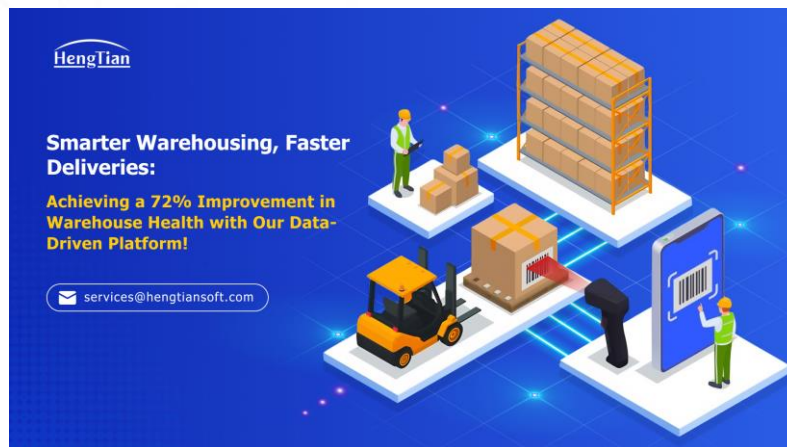 HengTian
Smarter Warehousing, Faster
Deliveries:
Achieving a 72% Improvement in
Warehouse Health with Our Data-
Driven Platform!
services@hengtiansoft.com